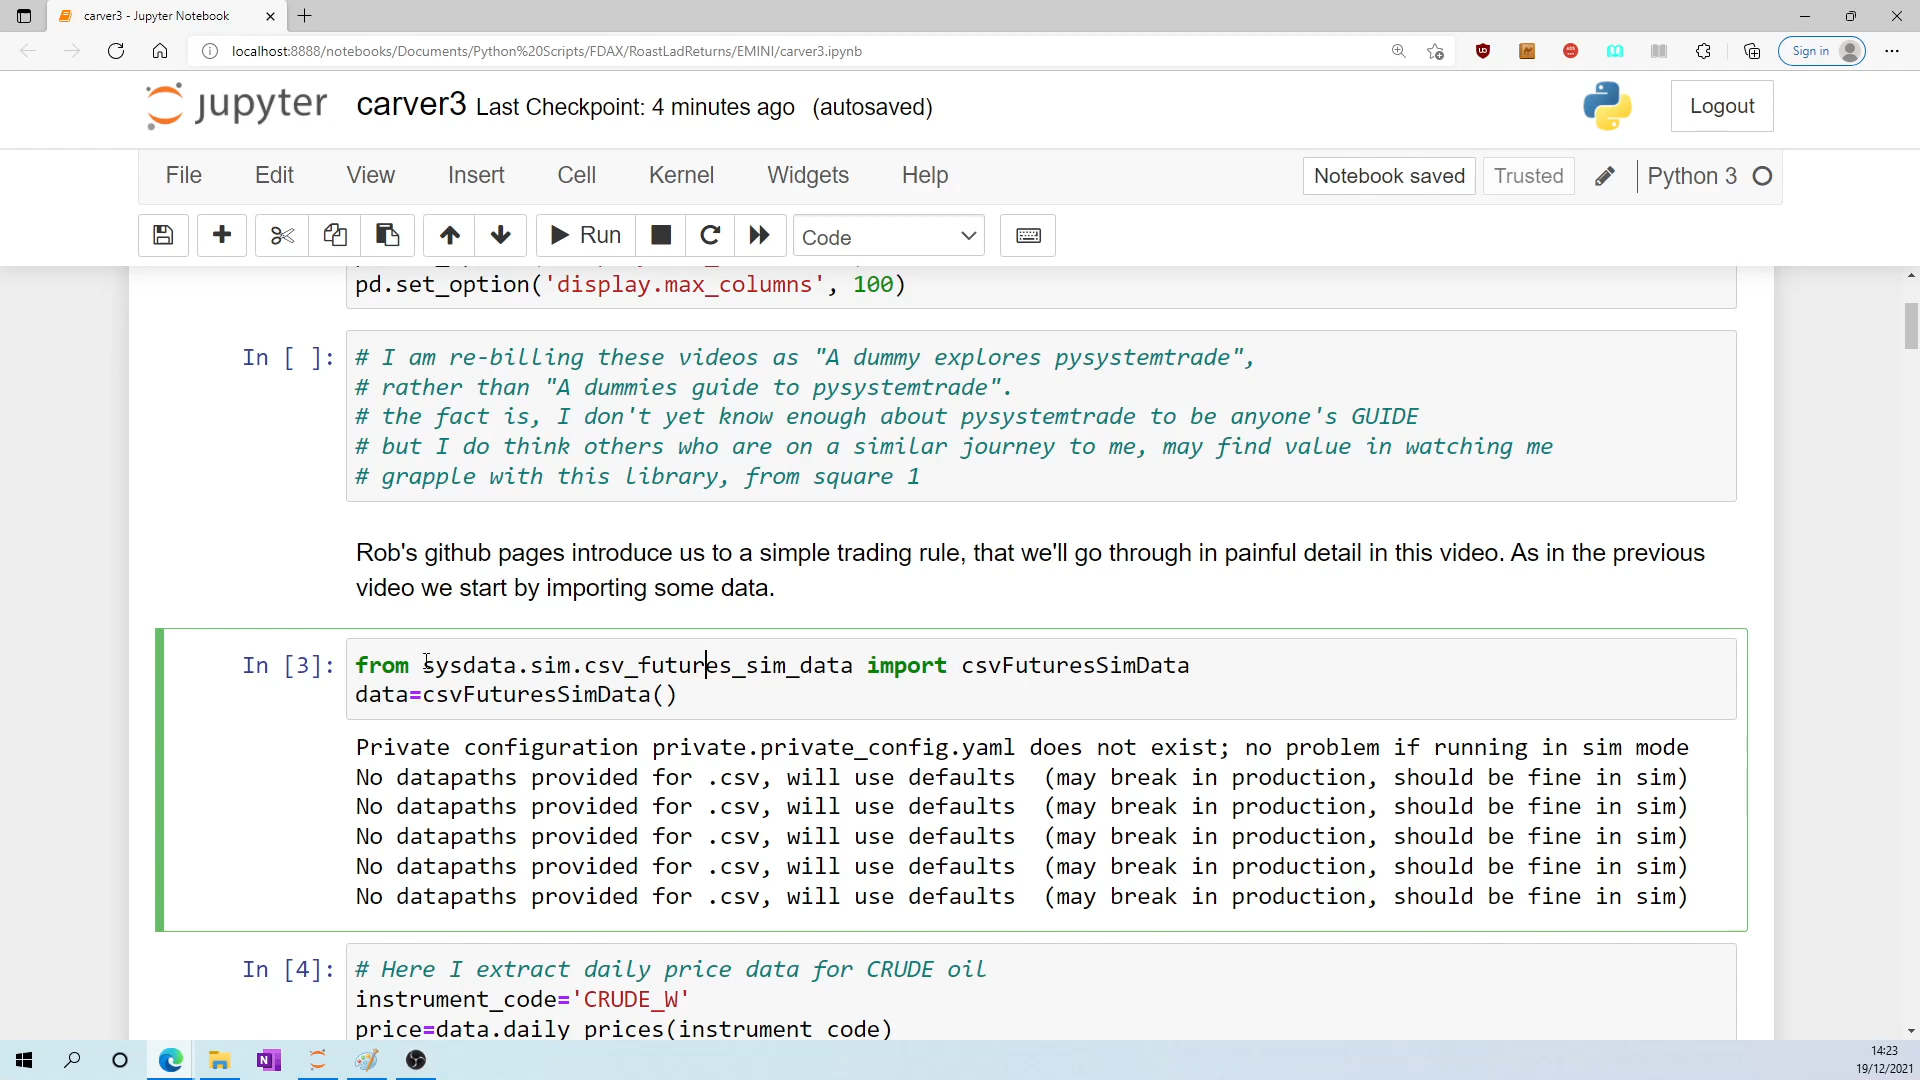 carver3 - Jupyter Notebook
localhost:8888/notebooks/Documents/Python%20Scripts/FDAX/RoastLadReturns/EMINI/carver3.ipynb
Sign in
jupyter carver3 Last Checkpoint: 4 minutes ago (autosaved)
Logout
File Edit View Insert Cell Kernel Widgets Help
Notebook saved Trusted Python 3
Run Code
pd.set_option('display.max_columns', 100)
In [ ]: # I am re-billing these videos as "A dummy explores pysystemtrade",
# rather than "A dummies guide to pysystemtrade".
# the fact is, I don't yet know enough about pysystemtrade to be anyone's GUIDE
# but I do think others who are on a similar journey to me, may find value in watching me
# grapple with this library, from square 1
Rob's github pages introduce us to a simple trading rule, that we'll go through in painful detail in this video. As in the previous
video we start by importing some data.
In [3]: from sysdata.sim.csv_futures_sim_data import csvFuturesSimData
data=csvFuturesSimData()
Private configuration private.private_config.yaml does not exist; no problem if running in sim mode
No datapaths provided for .csv, will use defaults  (may break in production, should be fine in sim)
No datapaths provided for .csv, will use defaults  (may break in production, should be fine in sim)
No datapaths provided for .csv, will use defaults  (may break in production, should be fine in sim)
No datapaths provided for .csv, will use defaults  (may break in production, should be fine in sim)
No datapaths provided for .csv, will use defaults  (may break in production, should be fine in sim)
In [4]: # Here I extract daily price data for CRUDE oil
instrument_code='CRUDE_W'
price=data.daily_prices(instrument_code)
14:23
19/12/2021